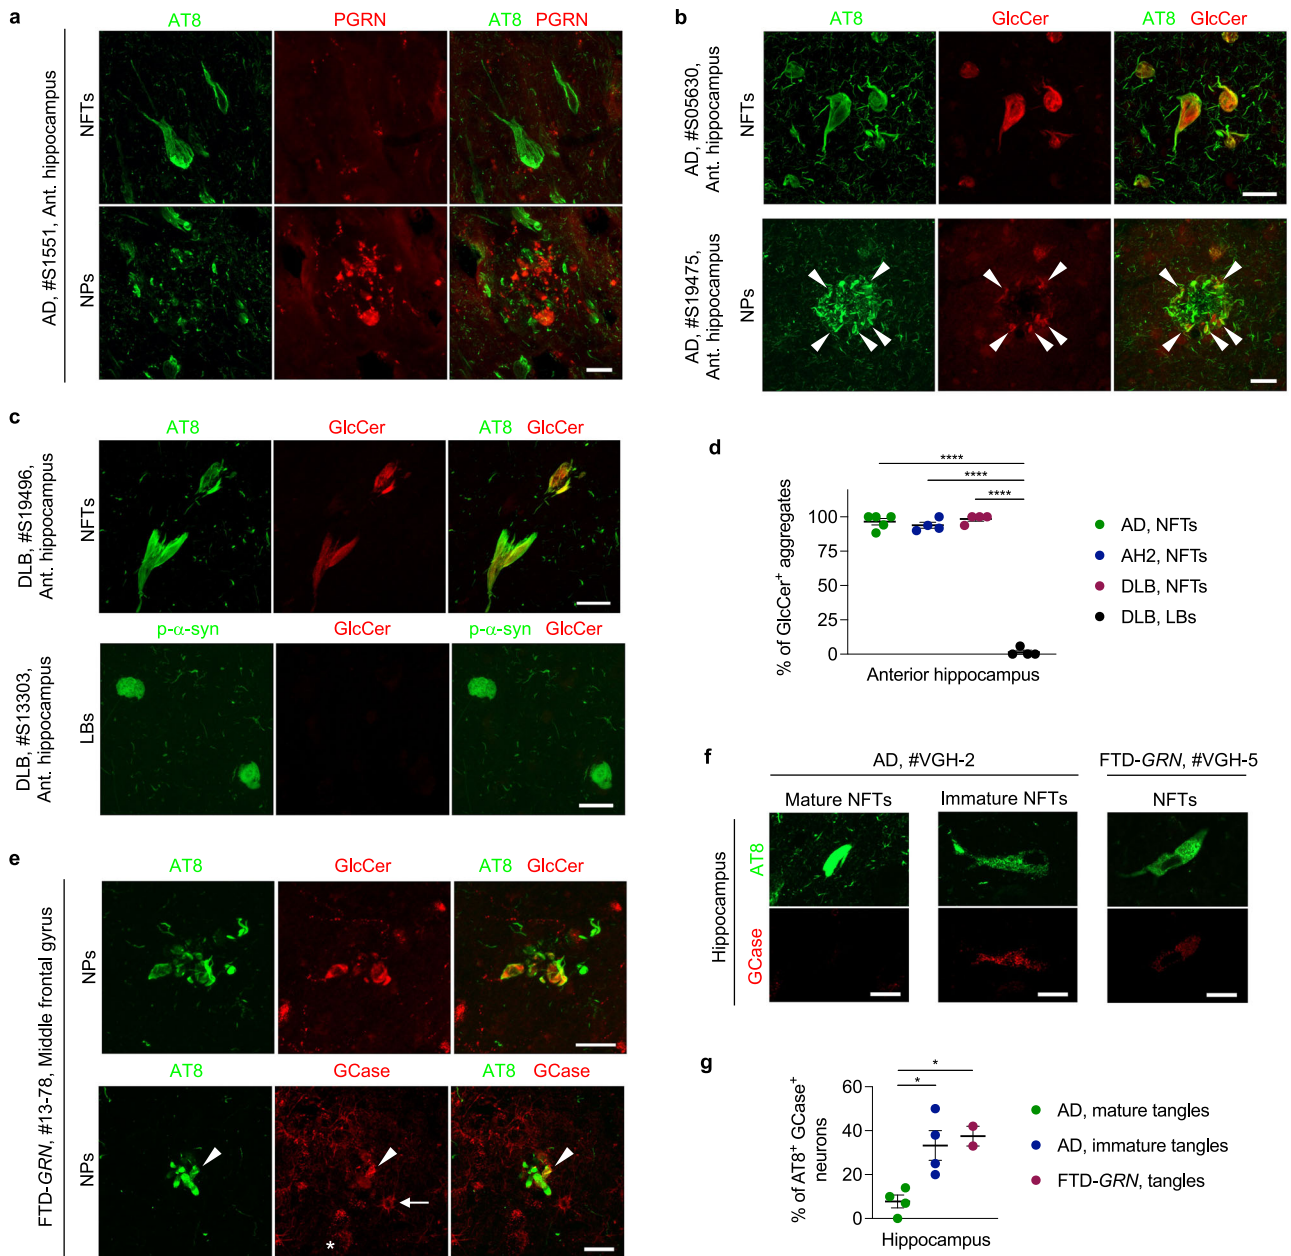 a
AT8
PGRN
AT8 PGRN
AD, #S1551, Ant. hippocampus
NFTs
NPs
b
AT8
GlcCer
AT8 GlcCer
AD, #S05630,
Ant. hippocampus
NFTs
AD, #S19475,
Ant. hippocampus
NPs
c
AT8
GlcCer
AT8 GlcCer
DLB, #S19496,
Ant. hippocampus
NFTs
p-α-syn
GlcCer
p-α-syn GlcCer
DLB, #S13303,
Ant. hippocampus
LBs
d
****
****
****
% of GlcCer⁺ aggregates
100
75
50
25
0
Anterior hippocampus
AD, NFTs
AH2, NFTs
DLB, NFTs
DLB, LBs
e
AT8
GlcCer
AT8 GlcCer
FTD-GRN, #13-78, Middle frontal gyrus
NPs
AT8
GCase
AT8 GCase
NPs
*
f
AD, #VGH-2
FTD-GRN, #VGH-5
Mature NFTs
Immature NFTs
NFTs
Hippocampus
AT8
GCase
g
*
*
% of AT8⁺ GCase⁺
neurons
60
40
20
0
Hippocampus
AD, mature tangles
AD, immature tangles
FTD-GRN, tangles